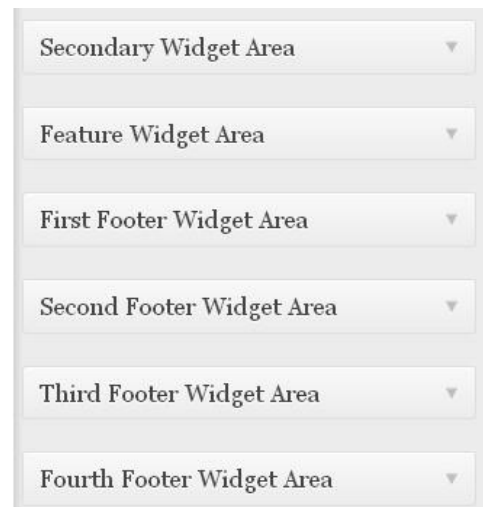 Secondary Widget Area
Feature Widget Area
First Footer Widget Area
Second Footer Widget Area
Third Footer Widget Area
Fourth Footer Widget Area